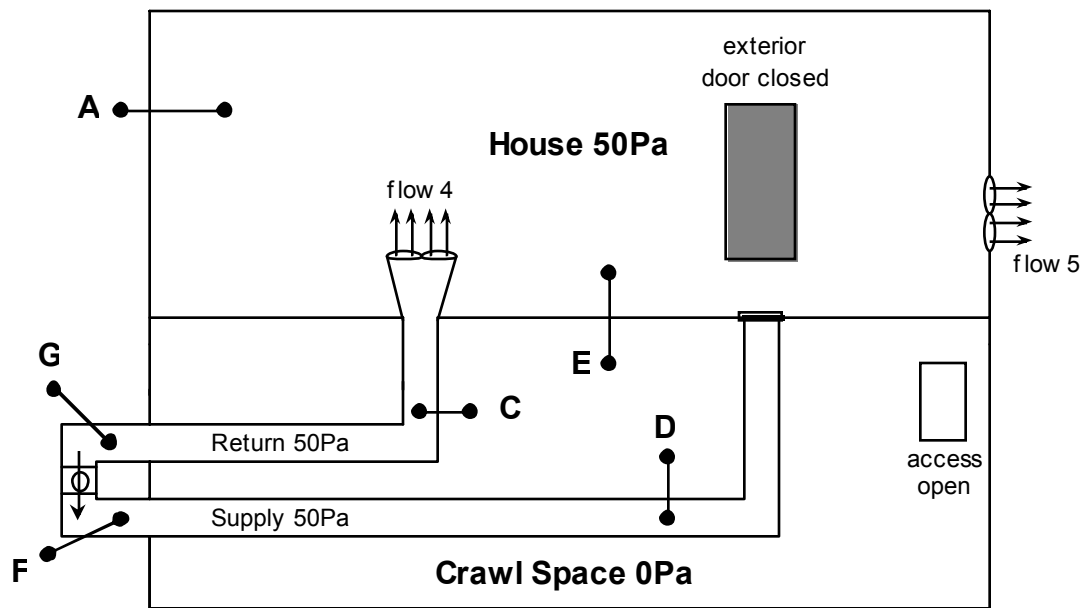 exterior
door closed
A
House 50Pa
flow 4
flow 5
E
G
C
D
Return 50Pa
access
open
Supply 50Pa
F
Crawl Space 0Pa